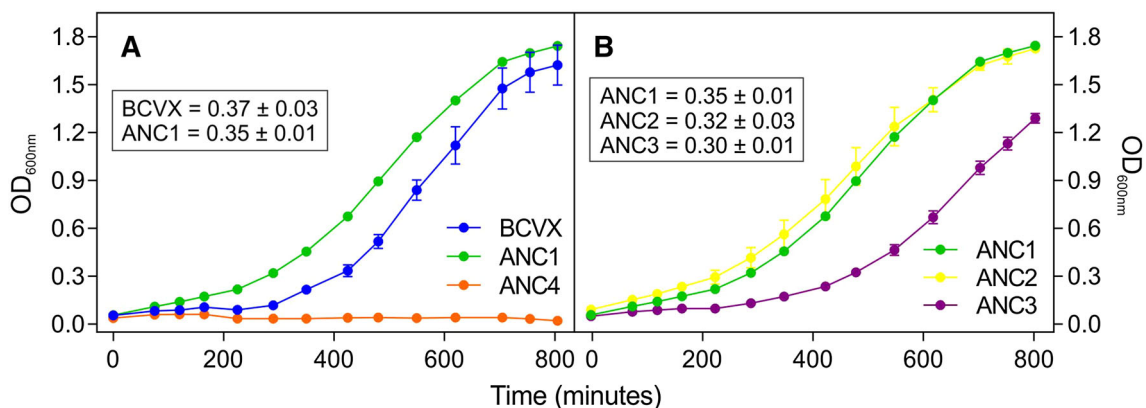 A
B
1.8
1.5
1.2
0.9
0.6
0.3
0.0
OD600nm
BCVX = 0.37 ± 0.03
ANC1 = 0.35 ± 0.01
BCVX
ANC1
ANC4
0
200
400
600
800
ANC1 = 0.35 ± 0.01
ANC2 = 0.32 ± 0.03
ANC3 = 0.30 ± 0.01
ANC1
ANC2
ANC3
0
200
400
600
800
1.8
1.5
1.2
0.9
0.6
0.3
0.0
OD600nm
Time (minutes)